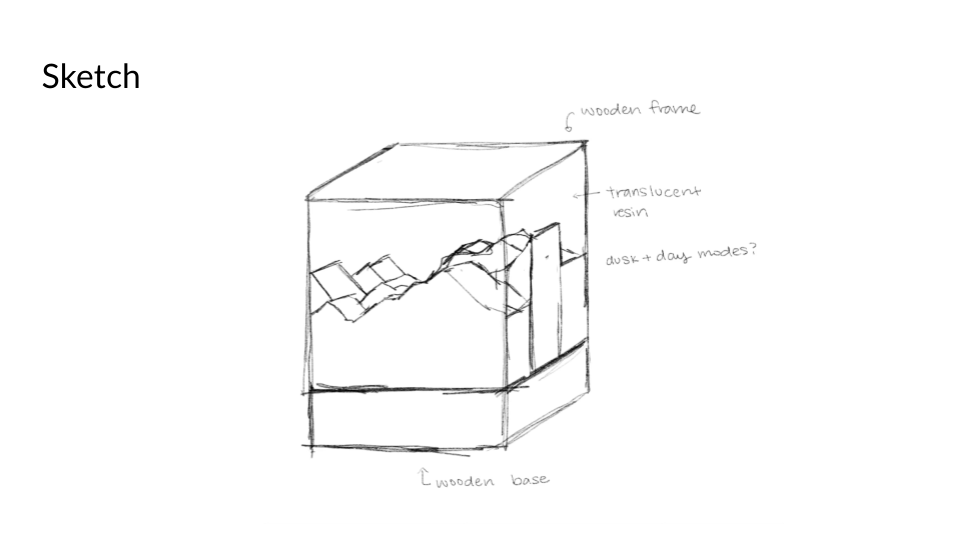 Sketch
wooden frame
translucent
resin
dusk + day modes?
wooden base